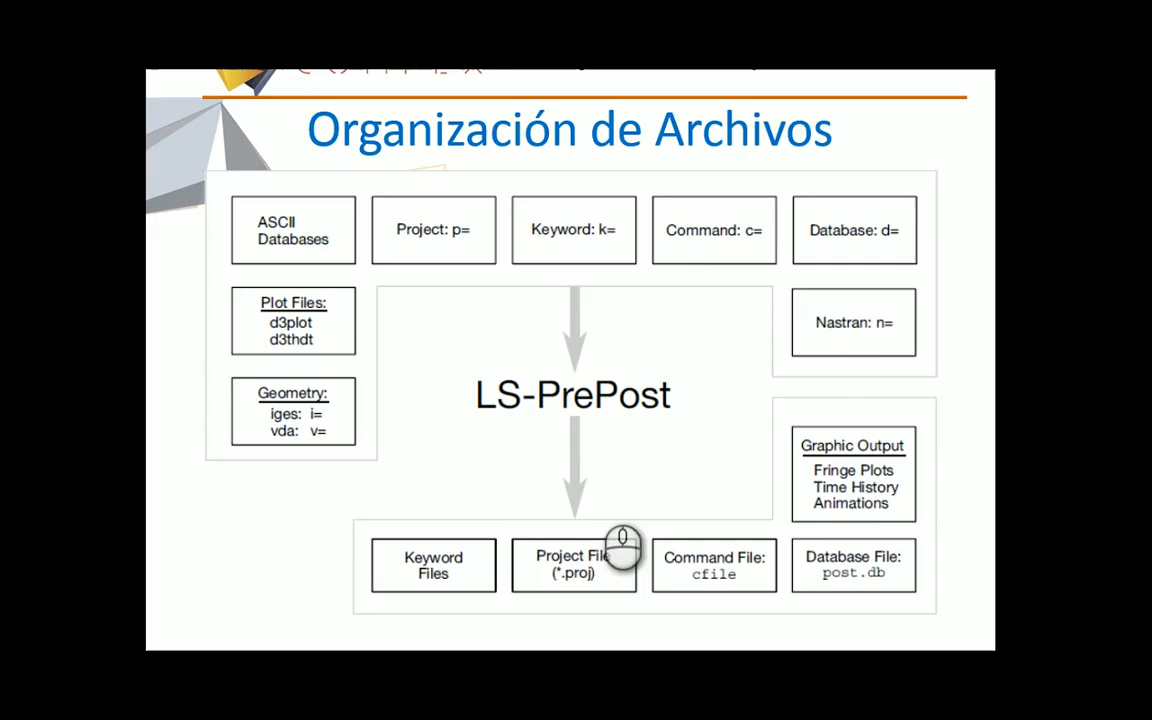 Organización de Archivos
ASCII
Databases
Project: p=
Keyword: k=
Command: c=
Database: d=
Plot Files:
d3plot
d3thdt
Nastran: n=
Geometry:
iges: i=
vda: v=
LS-PrePost
Graphic Output
Fringe Plots
Time History
Animations
Keyword
Files
Project File
(*.proj)
Command File:
cfile
Database File:
post.db